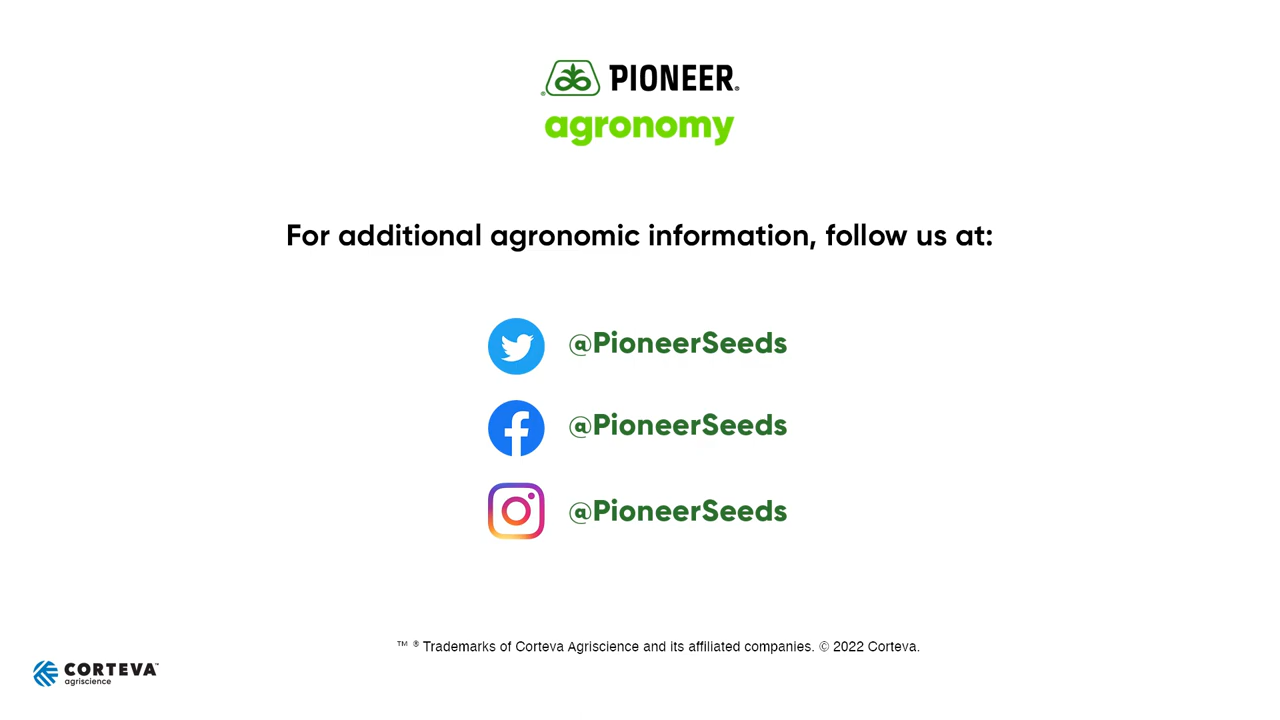 PIONEER®
agronomy
For additional agronomic information, follow us at:
@PioneerSeeds
@PioneerSeeds
@PioneerSeeds
™ ® Trademarks of Corteva Agriscience and its affiliated companies. © 2022 Corteva.
CORTEVA™
agriscience